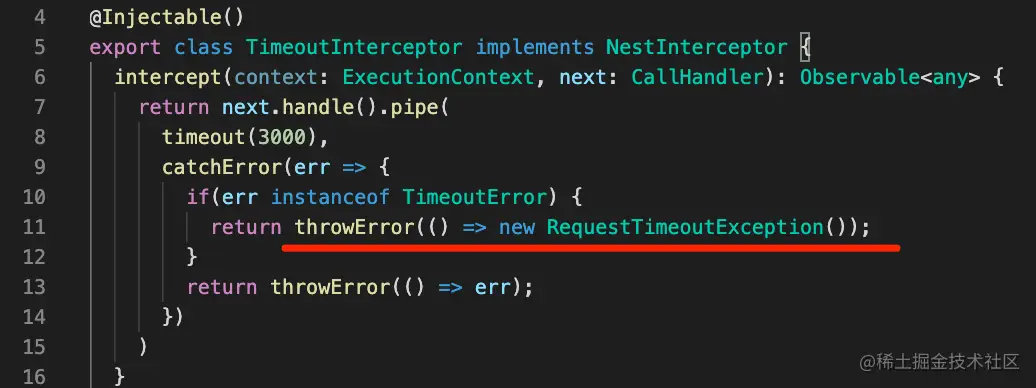 4 @Injectable()
5 export class TimeoutInterceptor implements NestInterceptor {
6 intercept(context: ExecutionContext, next: CallHandler): Observable<any> {
7 return next.handle().pipe(
8 timeout(3000),
9 catchError(err => {
10 if(err instanceof TimeoutError) {
11 return throwError(() => new RequestTimeoutException());
12 }
13 return throwError(() => err);
14 })
15 )
16 }
@稀土掘金技术社区